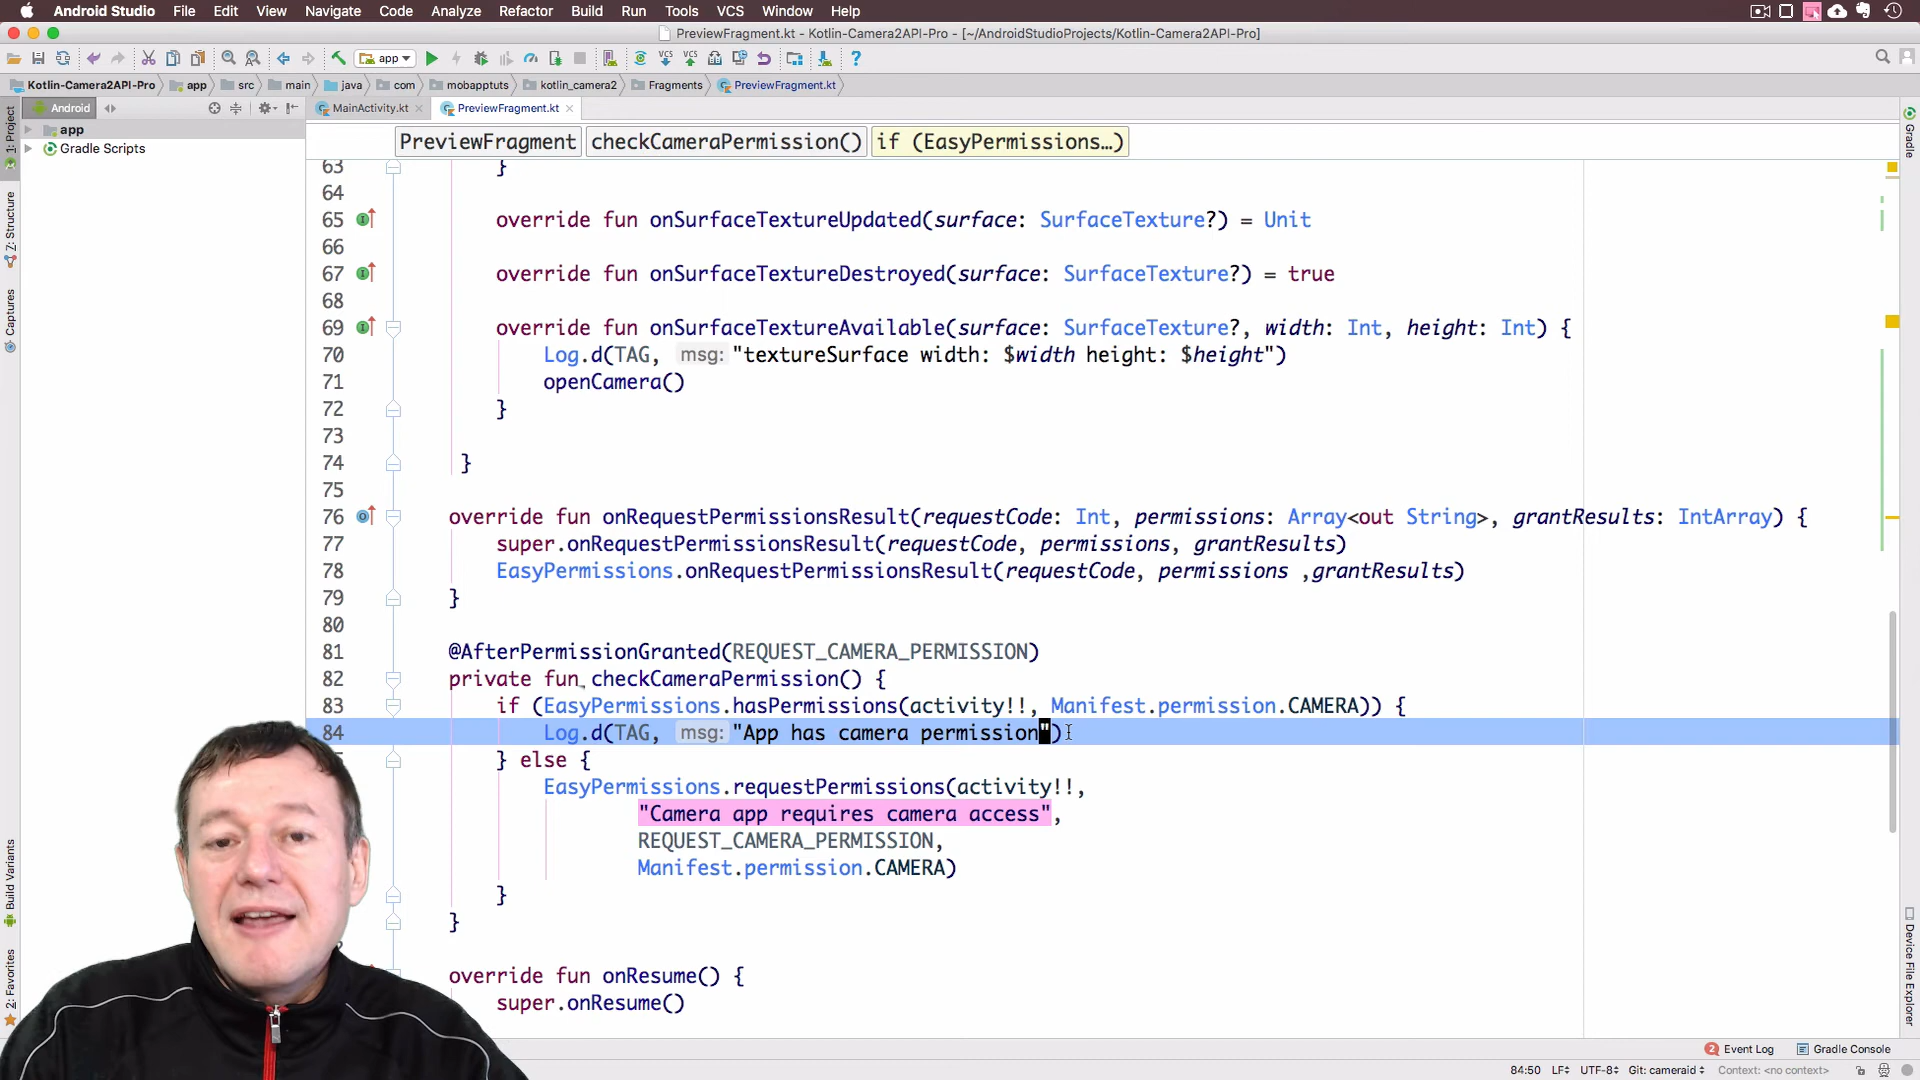 Android Studio File Edit View Navigate Code Analyze Refactor Build Run Tools VCS Window Help
PreviewFragment.kt - Kotlin-Camera2API-Pro - [~/AndroidStudioProjects/Kotlin-Camera2API-Pro]
app
Kotlin-Camera2API-Pro app src main java com mobapptuts kotlin_camera2 Fragments PreviewFragment.kt
Android
MainActivity.kt PreviewFragment.kt
app
Gradle Scripts
1: Project
7: Structure
Captures
Build Variants
2: Favorites
Gradle
Device File Explorer
PreviewFragment checkCameraPermission() if (EasyPermissions…)
63 }
64
65 override fun onSurfaceTextureUpdated(surface: SurfaceTexture?) = Unit
66
67 override fun onSurfaceTextureDestroyed(surface: SurfaceTexture?) = true
68
69 override fun onSurfaceTextureAvailable(surface: SurfaceTexture?, width: Int, height: Int) {
70 Log.d(TAG, msg: "textureSurface width: $width height: $height")
71 openCamera()
72 }
73
74 }
75
76 override fun onRequestPermissionsResult(requestCode: Int, permissions: Array<out String>, grantResults: IntArray) {
77 super.onRequestPermissionsResult(requestCode, permissions, grantResults)
78 EasyPermissions.onRequestPermissionsResult(requestCode, permissions ,grantResults)
79 }
80
81 @AfterPermissionGranted(REQUEST_CAMERA_PERMISSION)
82 private fun checkCameraPermission() {
83 if (EasyPermissions.hasPermissions(activity!!, Manifest.permission.CAMERA)) {
84 Log.d(TAG, msg: "App has camera permission")
} else {
EasyPermissions.requestPermissions(activity!!,
"Camera app requires camera access",
REQUEST_CAMERA_PERMISSION,
Manifest.permission.CAMERA)
}
}
override fun onResume() {
super.onResume()
2 Event Log Gradle Console
84:50 LF UTF-8 Git: cameraid Context: <no context>